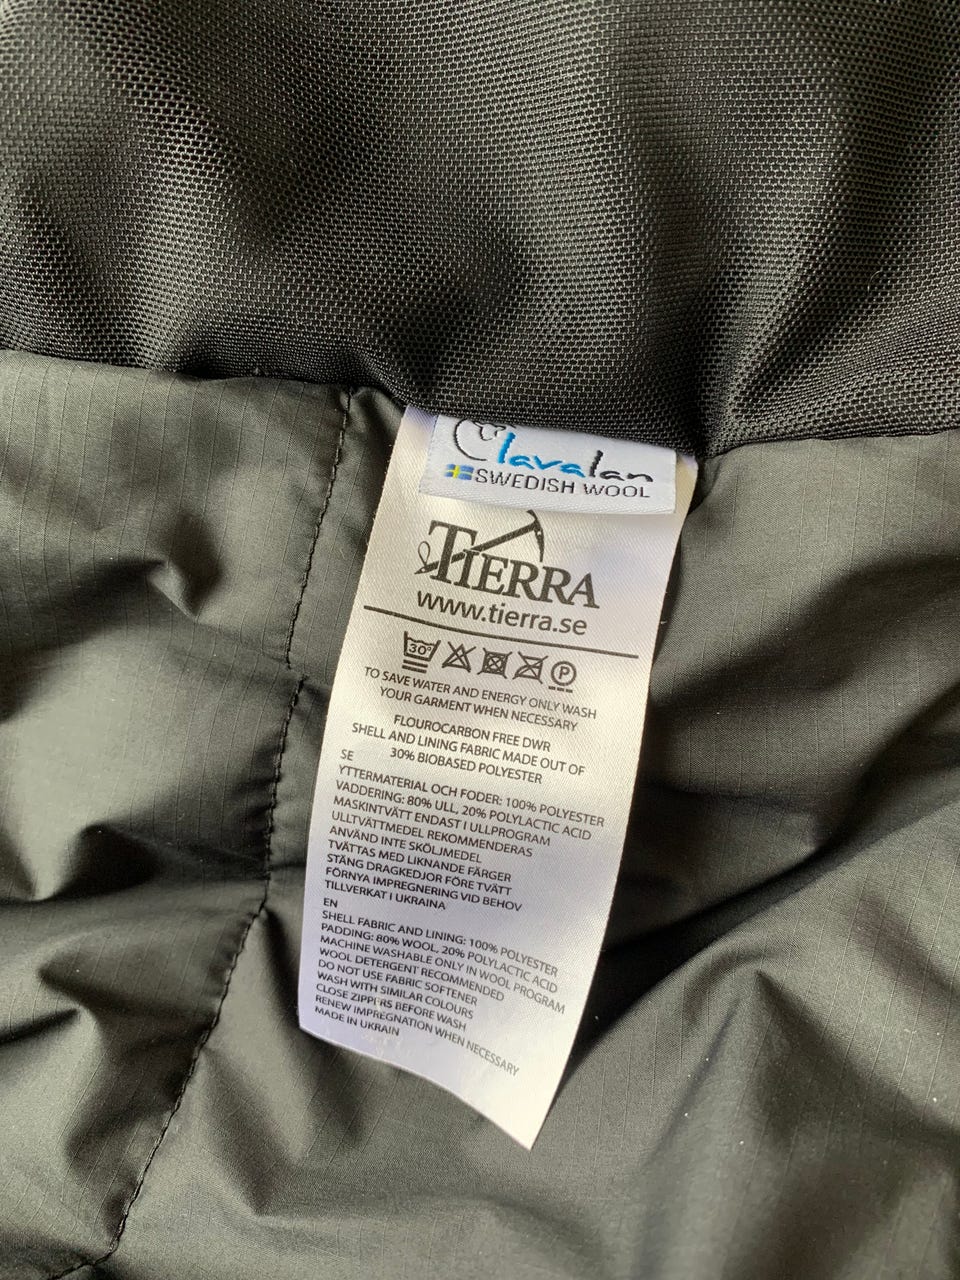 lavalan
SWEDISH WOOL
TIERRA
www.tierra.se
30°
P
TO SAVE WATER AND ENERGY ONLY WASH
YOUR GARMENT WHEN NECESSARY
FLOUROCARBON FREE DWR
SHELL AND LINING FABRIC MADE OUT OF
30% BIOBASED POLYESTER
SE
YTTERMATERIAL OCH FODER: 100% POLYESTER
VADDERING: 80% ULL, 20% POLYLACTIC ACID
MASKINTVÄTT ENDAST I ULLPROGRAM
ULLTVÄTTMEDEL REKOMMENDERAS
ANVÄND INTE SKÖLJMEDEL
TVÄTTAS MED LIKNANDE FÄRGER
STÄNG DRAGKEDJOR FÖRE TVÄTT
FÖRNYA IMPREGNERING VID BEHOV
TILLVERKAT I UKRAINA
EN
SHELL FABRIC AND LINING: 100% POLYESTER
PADDING: 80% WOOL, 20% POLYLACTIC ACID
MACHINE WASHABLE ONLY IN WOOL PROGRAM
WOOL DETERGENT RECOMMENDED
DO NOT USE FABRIC SOFTENER
WASH WITH SIMILAR COLOURS
CLOSE ZIPPERS BEFORE WASH
RENEW IMPREGNATION WHEN NECESSARY
MADE IN UKRAIN